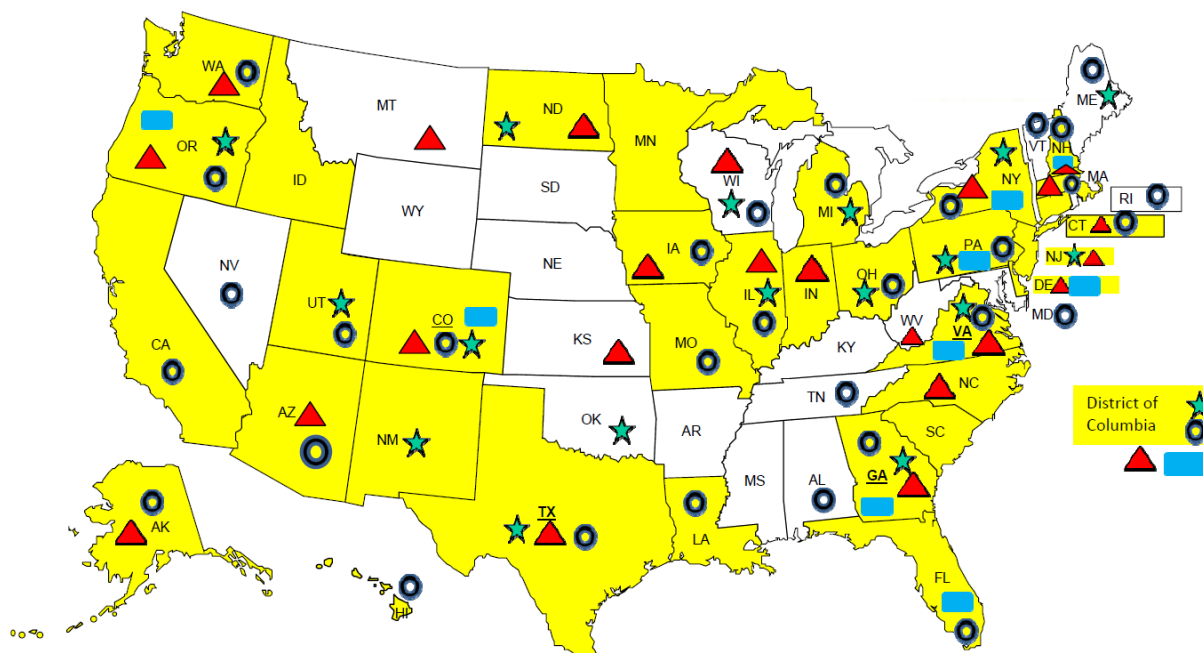 WA
MT
ND
MN
ME
VT
NH
OR
ID
SD
WI
NY
MA
WY
MI
RI
CT
IA
PA
NE
NV
OH
NJ
UT
CO
IL
IN
DE
MD
WV
VA
CA
KS
MO
KY
NC
TN
AZ
NM
OK
AR
SC
District of
Columbia
GA
MS
AL
TX
AK
LA
HI
FL